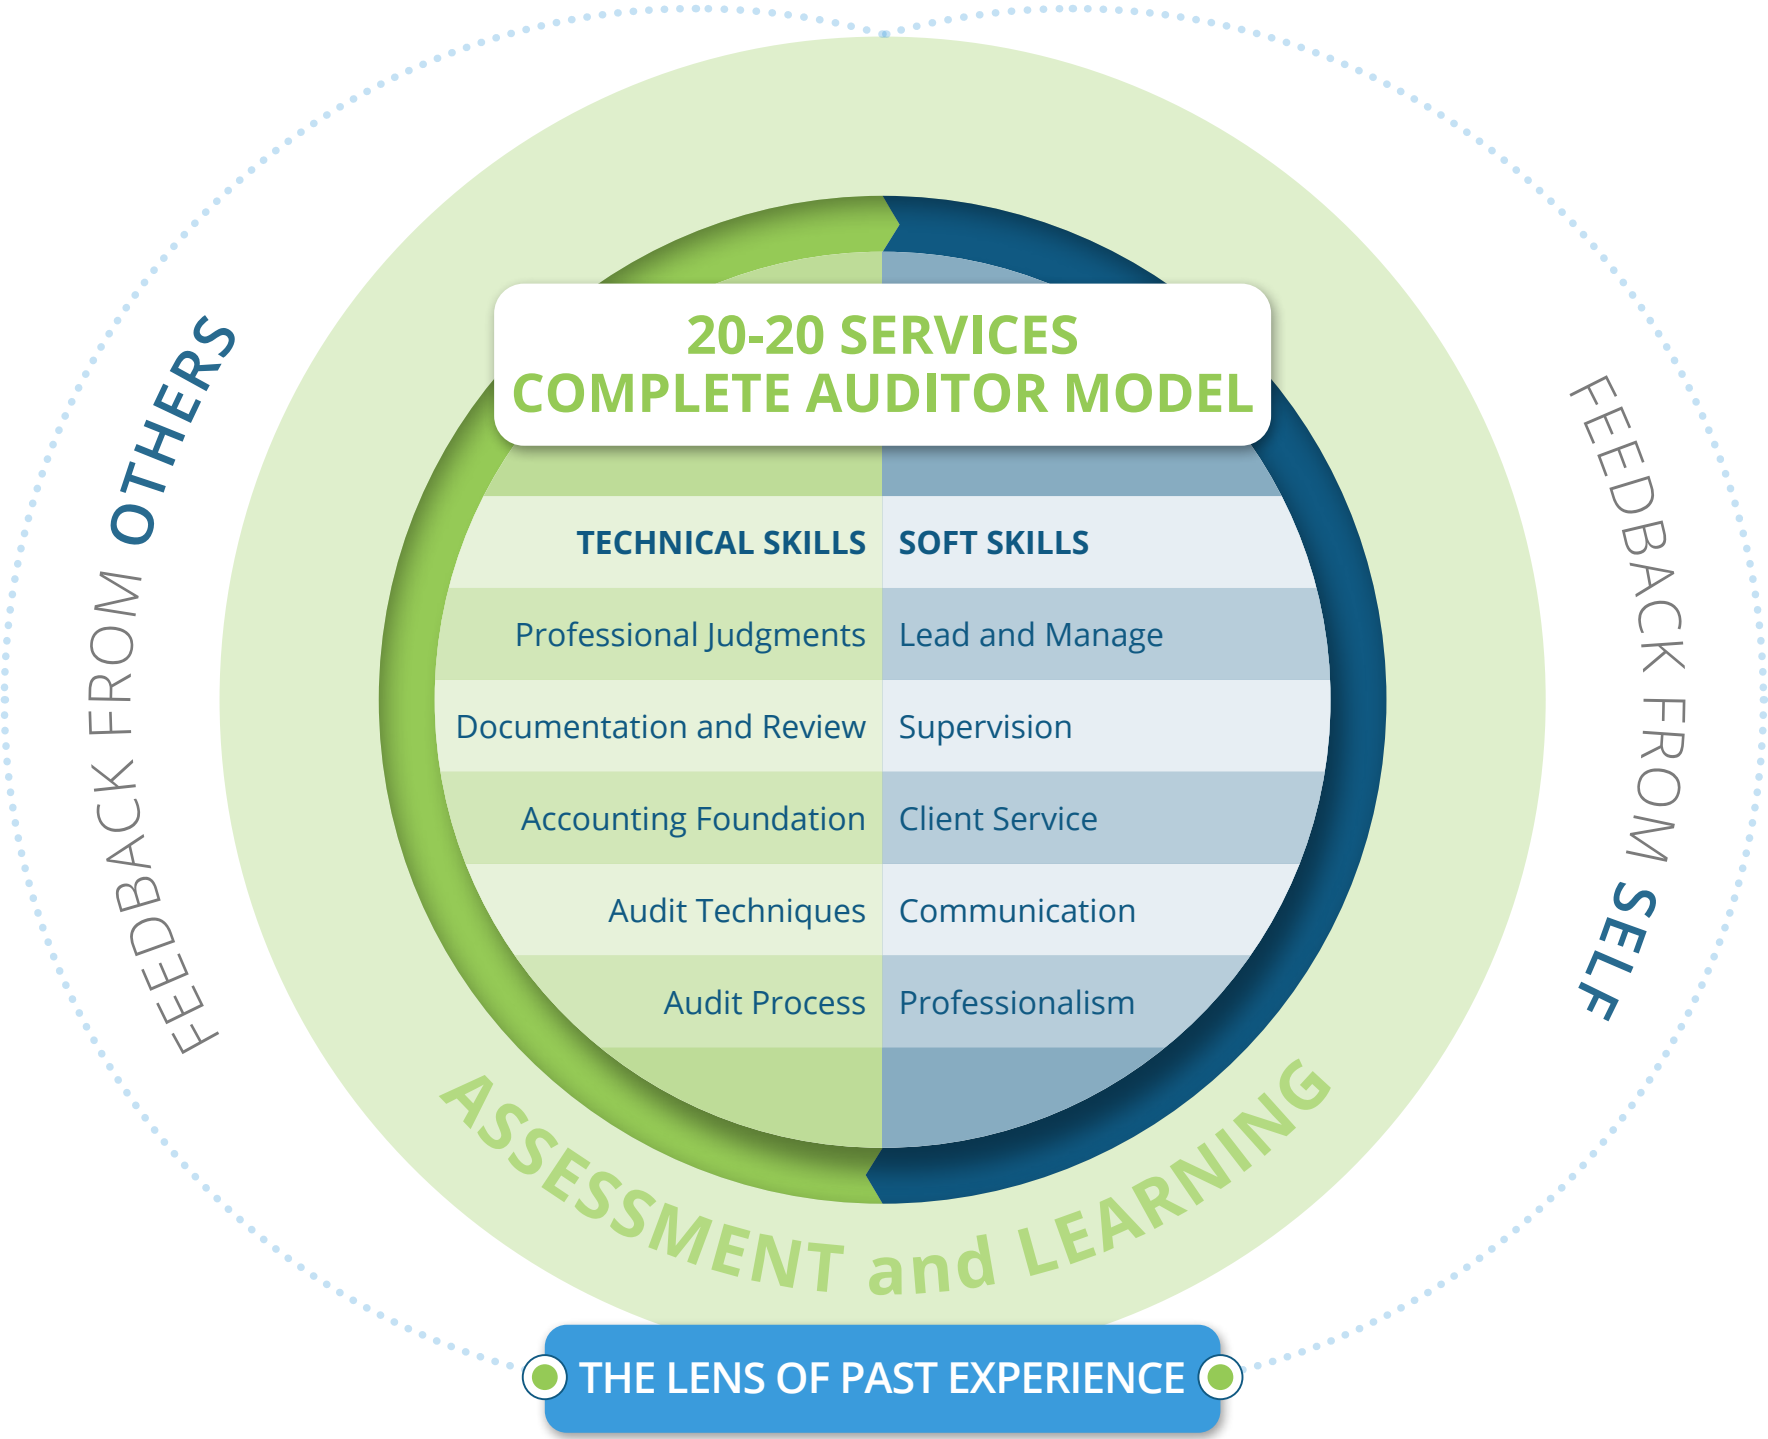 20-20 SERVICES
COMPLETE AUDITOR MODEL
TECHNICAL SKILLS SOFT SKILLS
Professional Judgments Lead and Manage
Documentation and Review Supervision
Accounting Foundation Client Service
Audit Techniques Communication
Audit Process Professionalism
FEEDBACK FROM OTHERS
FEEDBACK FROM SELF
ASSESSMENT and LEARNING
THE LENS OF PAST EXPERIENCE